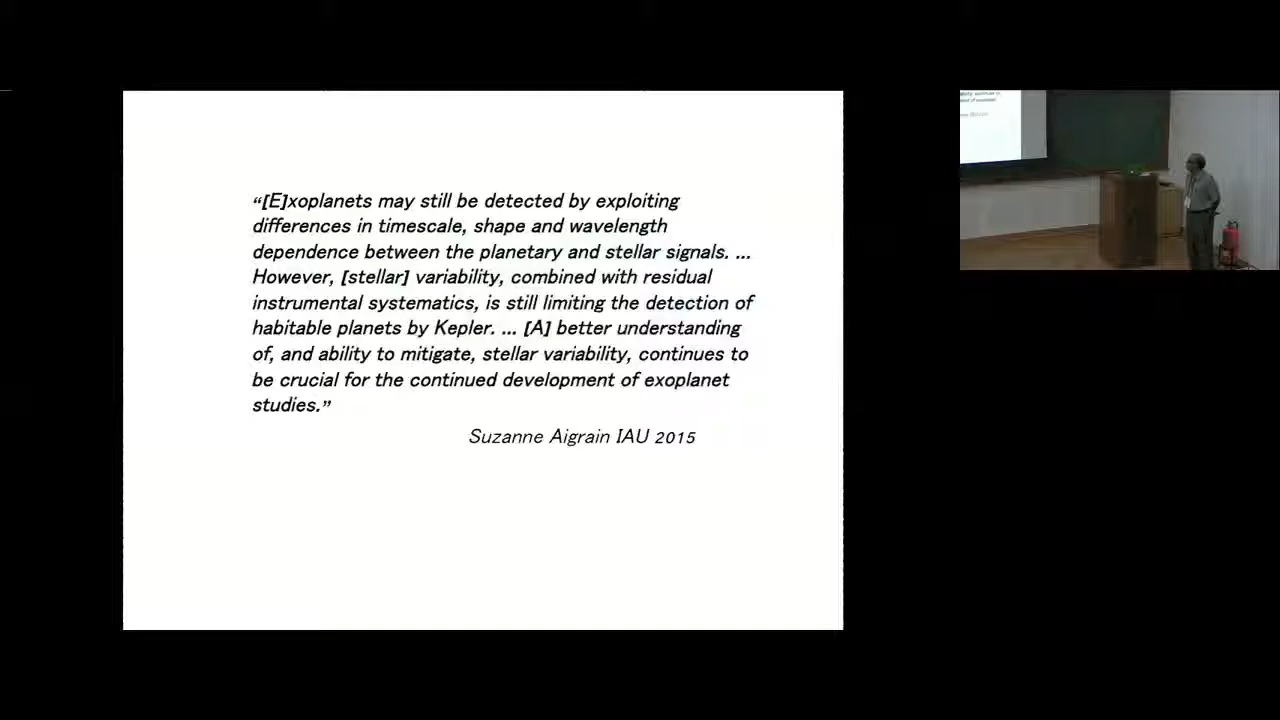 “[E]xoplanets may still be detected by exploiting
differences in timescale, shape and wavelength
dependence between the planetary and stellar signals. ...
However, [stellar] variability, combined with residual
instrumental systematics, is still limiting the detection of
habitable planets by Kepler. ... [A] better understanding
of, and ability to mitigate, stellar variability, continues to
be crucial for the continued development of exoplanet
studies.”
Suzanne Aigrain IAU 2015